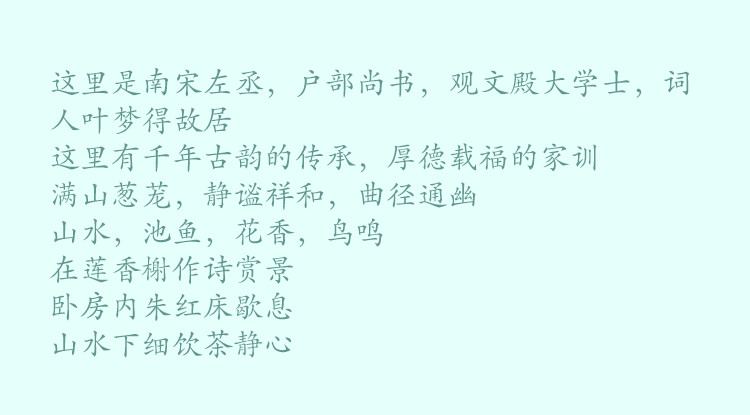 这里是南宋左丞，户部尚书，观文殿大学士，词
人叶梦得故居
这里有千年古韵的传承，厚德载福的家训
满山葱茏，静谧祥和，曲径通幽
山水，池鱼，花香，鸟鸣
在莲香榭作诗赏景
卧房内朱红床歇息
山水下细饮茶静心